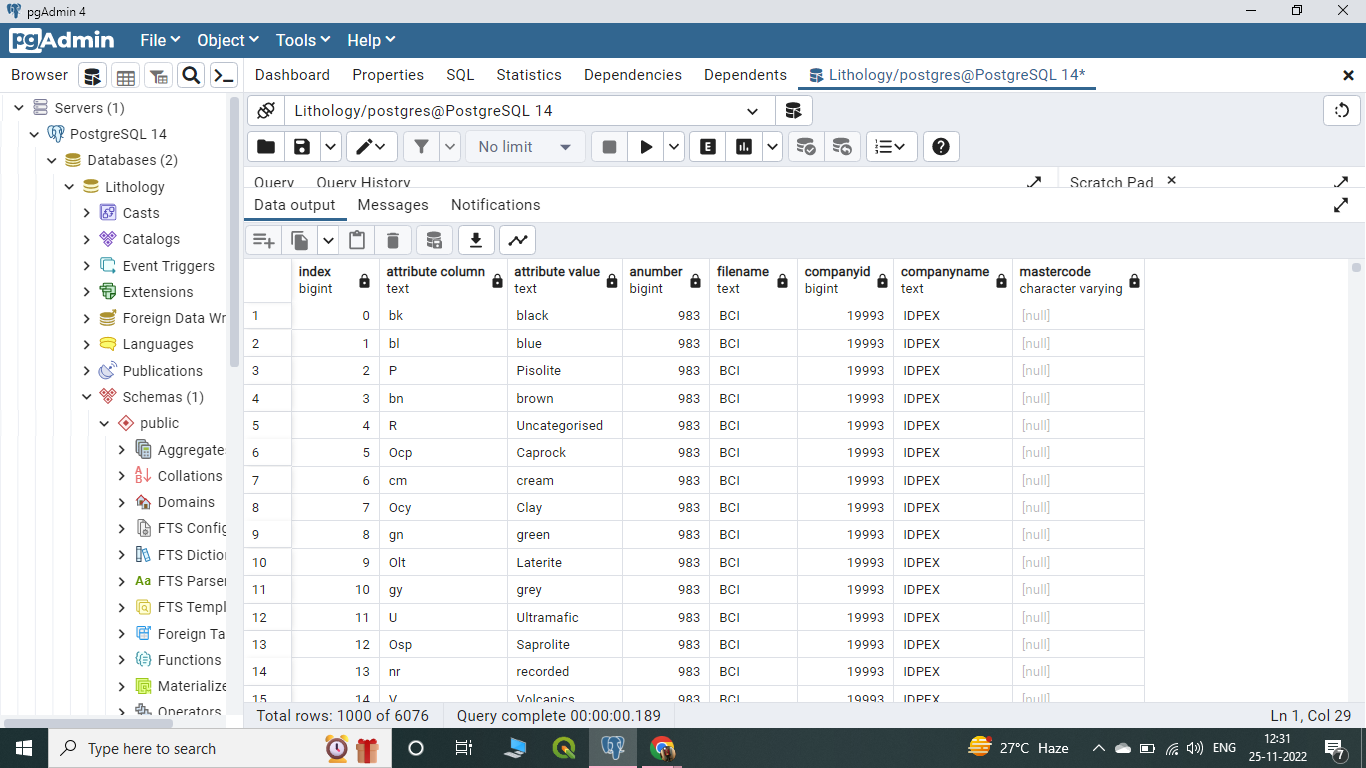 pgAdmin 4
pgAdmin File Object Tools Help
Browser Dashboard Properties SQL Statistics Dependencies Dependents Lithology/postgres@PostgreSQL 14*
Servers (1)
PostgreSQL 14
Databases (2)
Lithology
Casts
Catalogs
Event Triggers
Extensions
Foreign Data Wr
Languages
Publications
Schemas (1)
public
Aggregate
Collations
Domains
FTS Config
FTS Dictio
Aa FTS Parser
FTS Templ
Foreign Ta
Functions
Materialize
Operators
Lithology/postgres@PostgreSQL 14
No limit E
Query Query History Scratch Pad
Data output Messages Notifications
index attribute column attribute value anumber filename companyid companyname mastercode
bigint text text bigint text bigint text character varying
1 0 bk black 983 BCI 19993 IDPEX [null]
2 1 bl blue 983 BCI 19993 IDPEX [null]
3 2 P Pisolite 983 BCI 19993 IDPEX [null]
4 3 bn brown 983 BCI 19993 IDPEX [null]
5 4 R Uncategorised 983 BCI 19993 IDPEX [null]
6 5 Ocp Caprock 983 BCI 19993 IDPEX [null]
7 6 cm cream 983 BCI 19993 IDPEX [null]
8 7 Ocy Clay 983 BCI 19993 IDPEX [null]
9 8 gn green 983 BCI 19993 IDPEX [null]
10 9 Olt Laterite 983 BCI 19993 IDPEX [null]
11 10 gy grey 983 BCI 19993 IDPEX [null]
12 11 U Ultramafic 983 BCI 19993 IDPEX [null]
13 12 Osp Saprolite 983 BCI 19993 IDPEX [null]
14 13 nr recorded 983 BCI 19993 IDPEX [null]
15 14 V Volcanics 983 BCI 19993 IDPEX [null]
Total rows: 1000 of 6076 Query complete 00:00:00.189 Ln 1, Col 29
Type here to search 27°C Haze ENG 12:31
25-11-2022 7